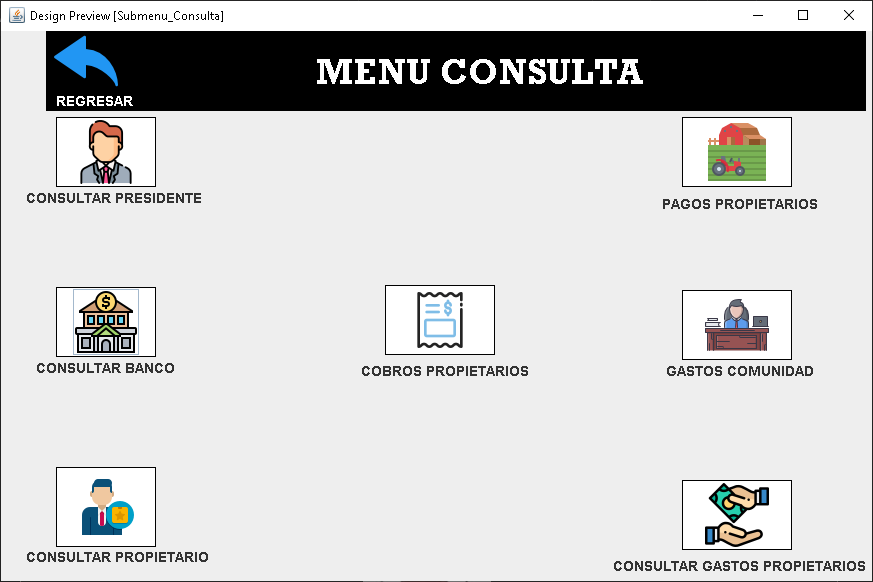 Design Preview [Submenu_Consulta]
MENU CONSULTA
REGRESAR
CONSULTAR PRESIDENTE
PAGOS PROPIETARIOS
$
CONSULTAR BANCO
$
COBROS PROPIETARIOS
GASTOS COMUNIDAD
CONSULTAR PROPIETARIO
CONSULTAR GASTOS PROPIETARIOS